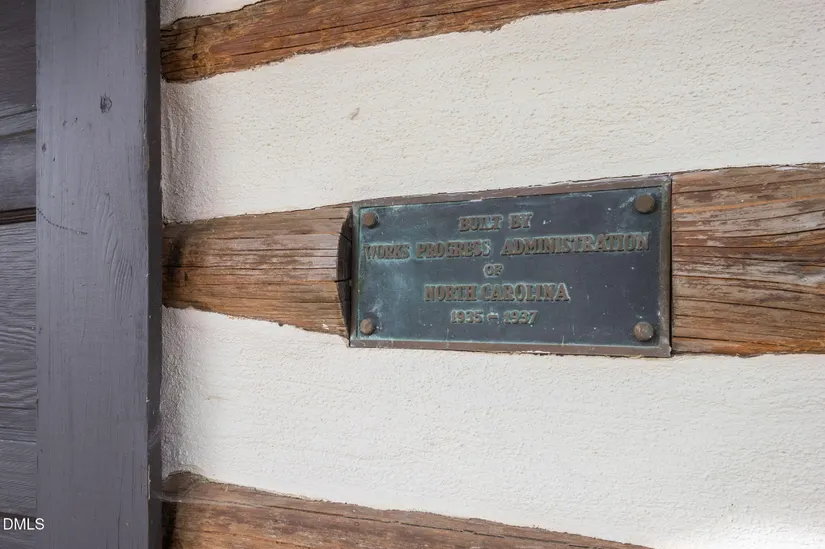 BUILT BY
WORKS PROGRESS ADMINISTRATION
OF
NORTH CAROLINA
1935 - 1937
DMLS